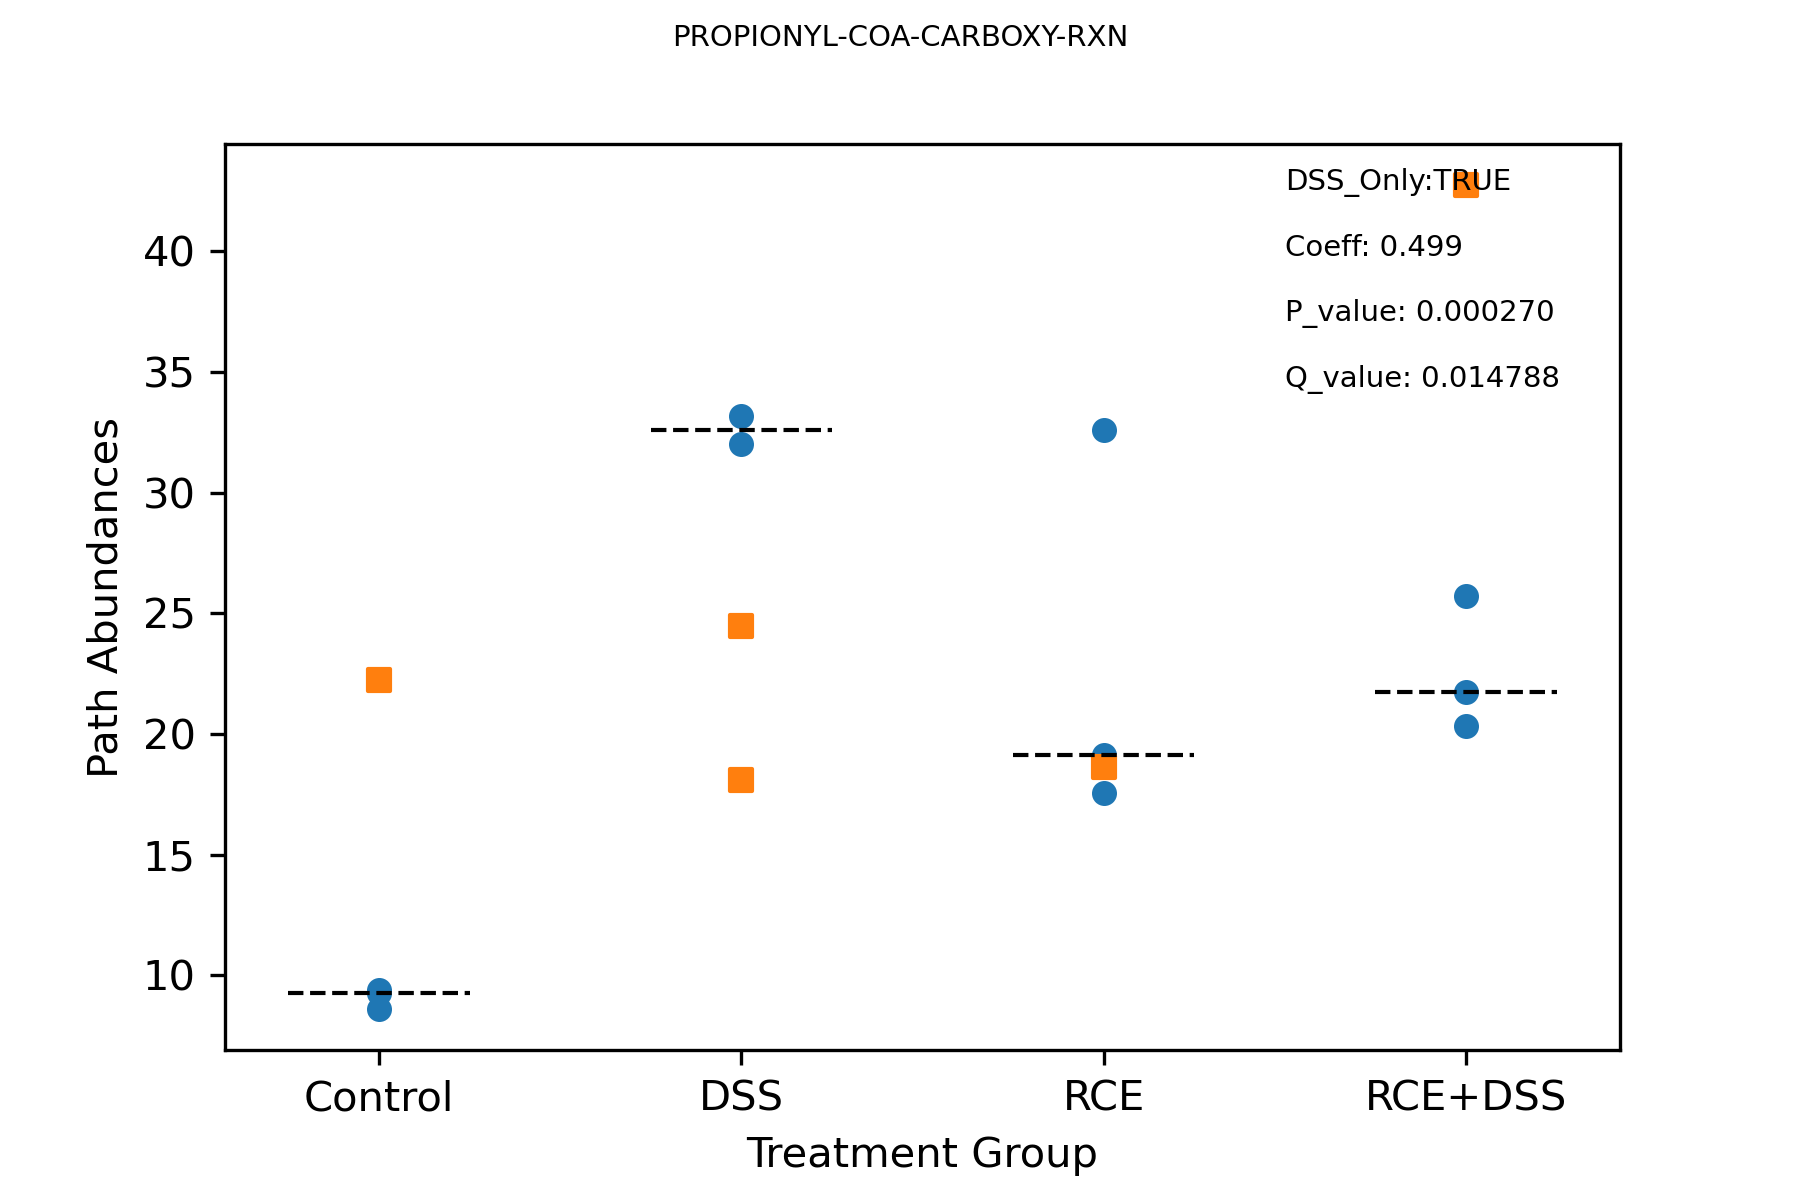 PROPIONYL-COA-CARBOXY-RXN
DSS_Only:TRUE
Coeff: 0.499
P_value: 0.000270
Q_value: 0.014788
Path Abundances
40
35
30
25
20
15
10
Control DSS RCE RCE+DSS
Treatment Group